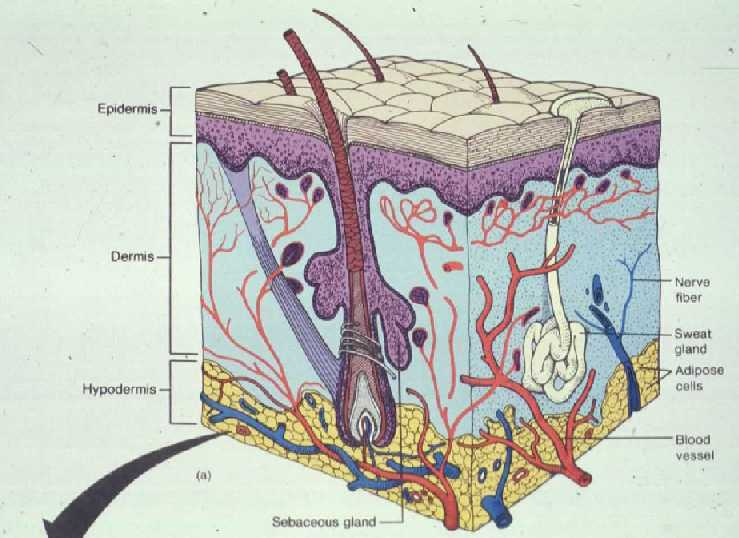 Epidermis
Dermis
Hypodermis
Nerve
fiber
Sweat
gland
Adipose
cells
Blood
vessel
(a)
Sebaceous gland